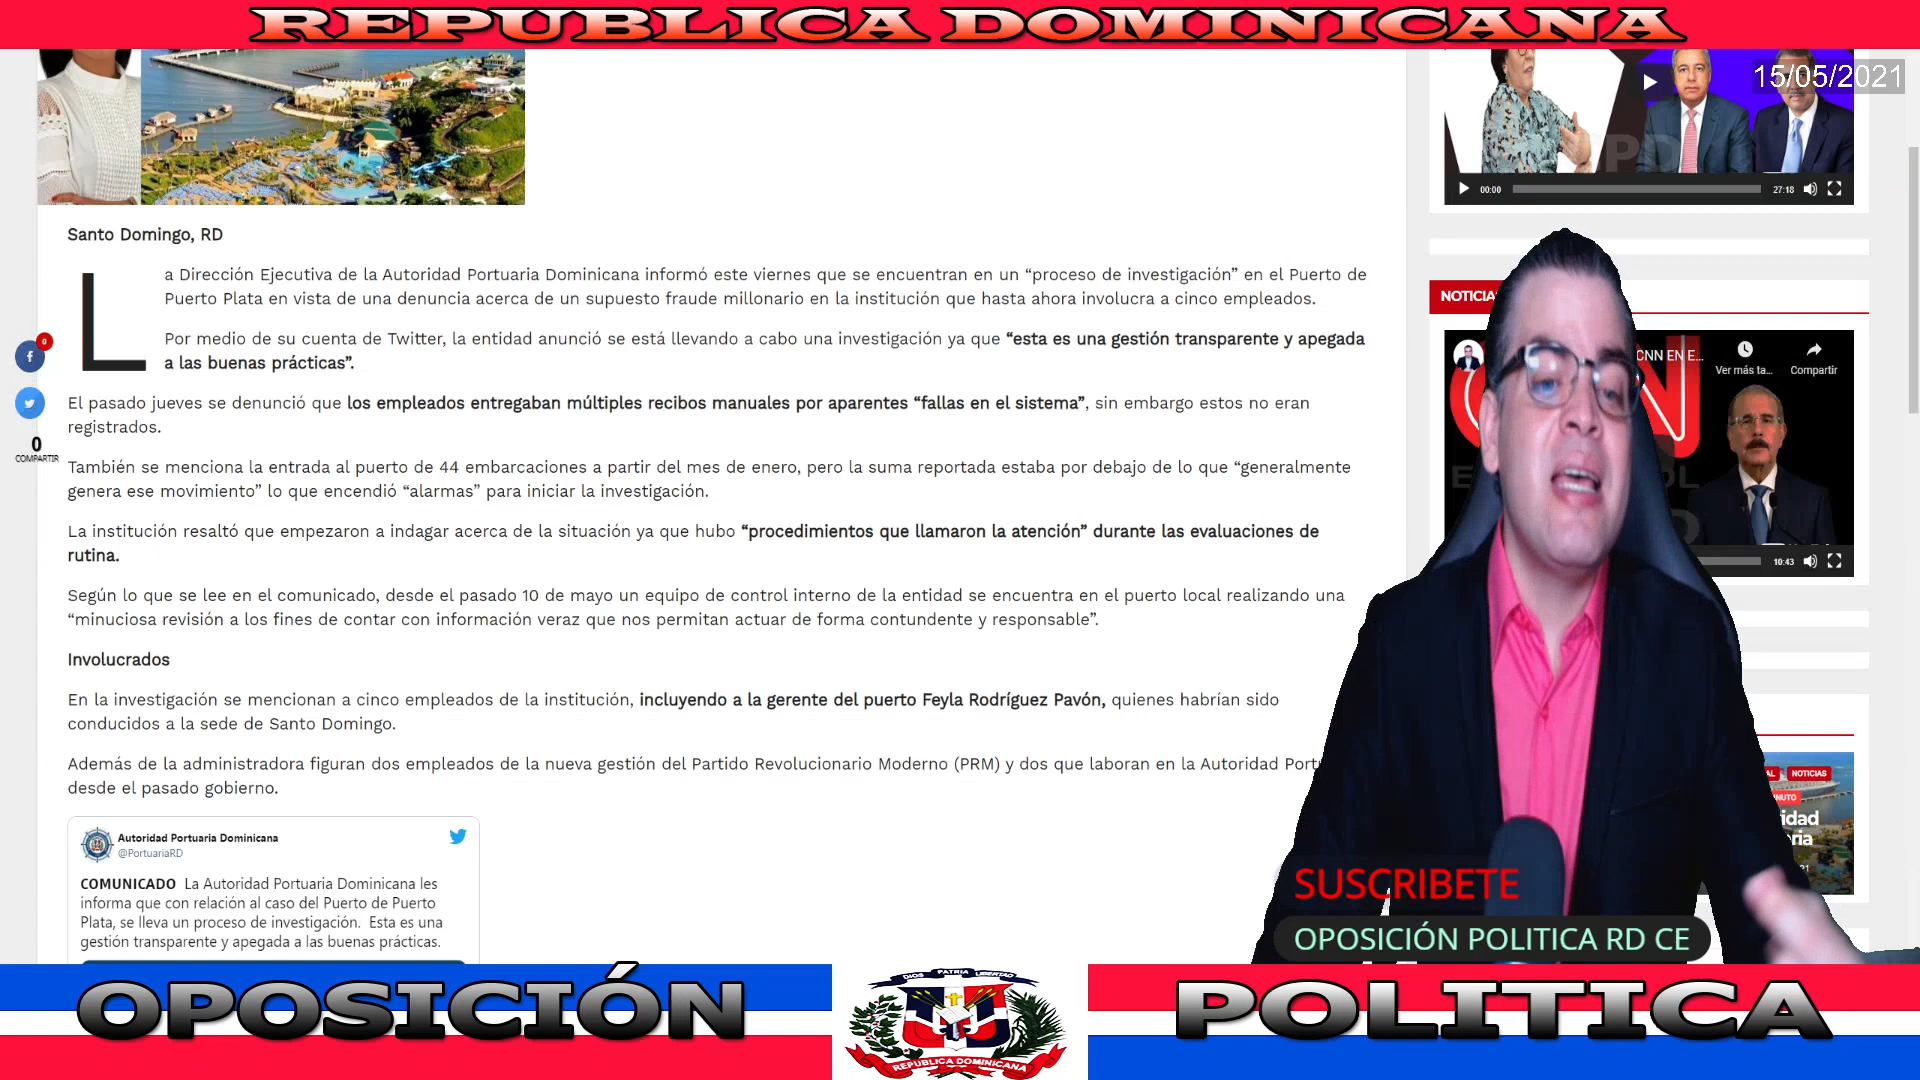 REPUBLICA DOMINICANA
15/05/2021
00:00
27:18
Santo Domingo, RD
La Dirección Ejecutiva de la Autoridad Portuaria Dominicana informó este viernes que se encuentran en un “proceso de investigación” en el Puerto de
Puerto Plata en vista de una denuncia acerca de un supuesto fraude millonario en la institución que hasta ahora involucra a cinco empleados.
Por medio de su cuenta de Twitter, la entidad anunció se está llevando a cabo una investigación ya que “esta es una gestión transparente y apegada
a las buenas prácticas”.
El pasado jueves se denunció que los empleados entregaban múltiples recibos manuales por aparentes “fallas en el sistema”, sin embargo estos no eran
registrados.
También se menciona la entrada al puerto de 44 embarcaciones a partir del mes de enero, pero la suma reportada estaba por debajo de lo que “generalmente
genera ese movimiento” lo que encendió “alarmas” para iniciar la investigación.
La institución resaltó que empezaron a indagar acerca de la situación ya que hubo “procedimientos que llamaron la atención” durante las evaluaciones de
rutina.
Según lo que se lee en el comunicado, desde el pasado 10 de mayo un equipo de control interno de la entidad se encuentra en el puerto local realizando una
“minuciosa revisión a los fines de contar con información veraz que nos permitan actuar de forma contundente y responsable”.
Involucrados
En la investigación se mencionan a cinco empleados de la institución, incluyendo a la gerente del puerto Feyla Rodríguez Pavón, quienes habrían sido
conducidos a la sede de Santo Domingo.
Además de la administradora figuran dos empleados de la nueva gestión del Partido Revolucionario Moderno (PRM) y dos que laboran en la Autoridad Port
desde el pasado gobierno.
0
0
COMPARTIR
Autoridad Portuaria Dominicana
@PortuariaRD
COMUNICADO La Autoridad Portuaria Dominicana les
informa que con relación al caso del Puerto de Puerto
Plata, se lleva un proceso de investigación. Esta es una
gestión transparente y apegada a las buenas prácticas.
NOTICIA
CNN EN E...
Ver más ta...
Compartir
10:43
NOTICIAS
SUSCRIBETE
OPOSICIÓN POLITICA RD CE
OPOSICIÓN
DIOS PATRIA LIBERTAD
REPUBLICA DOMINICANA
POLITICA